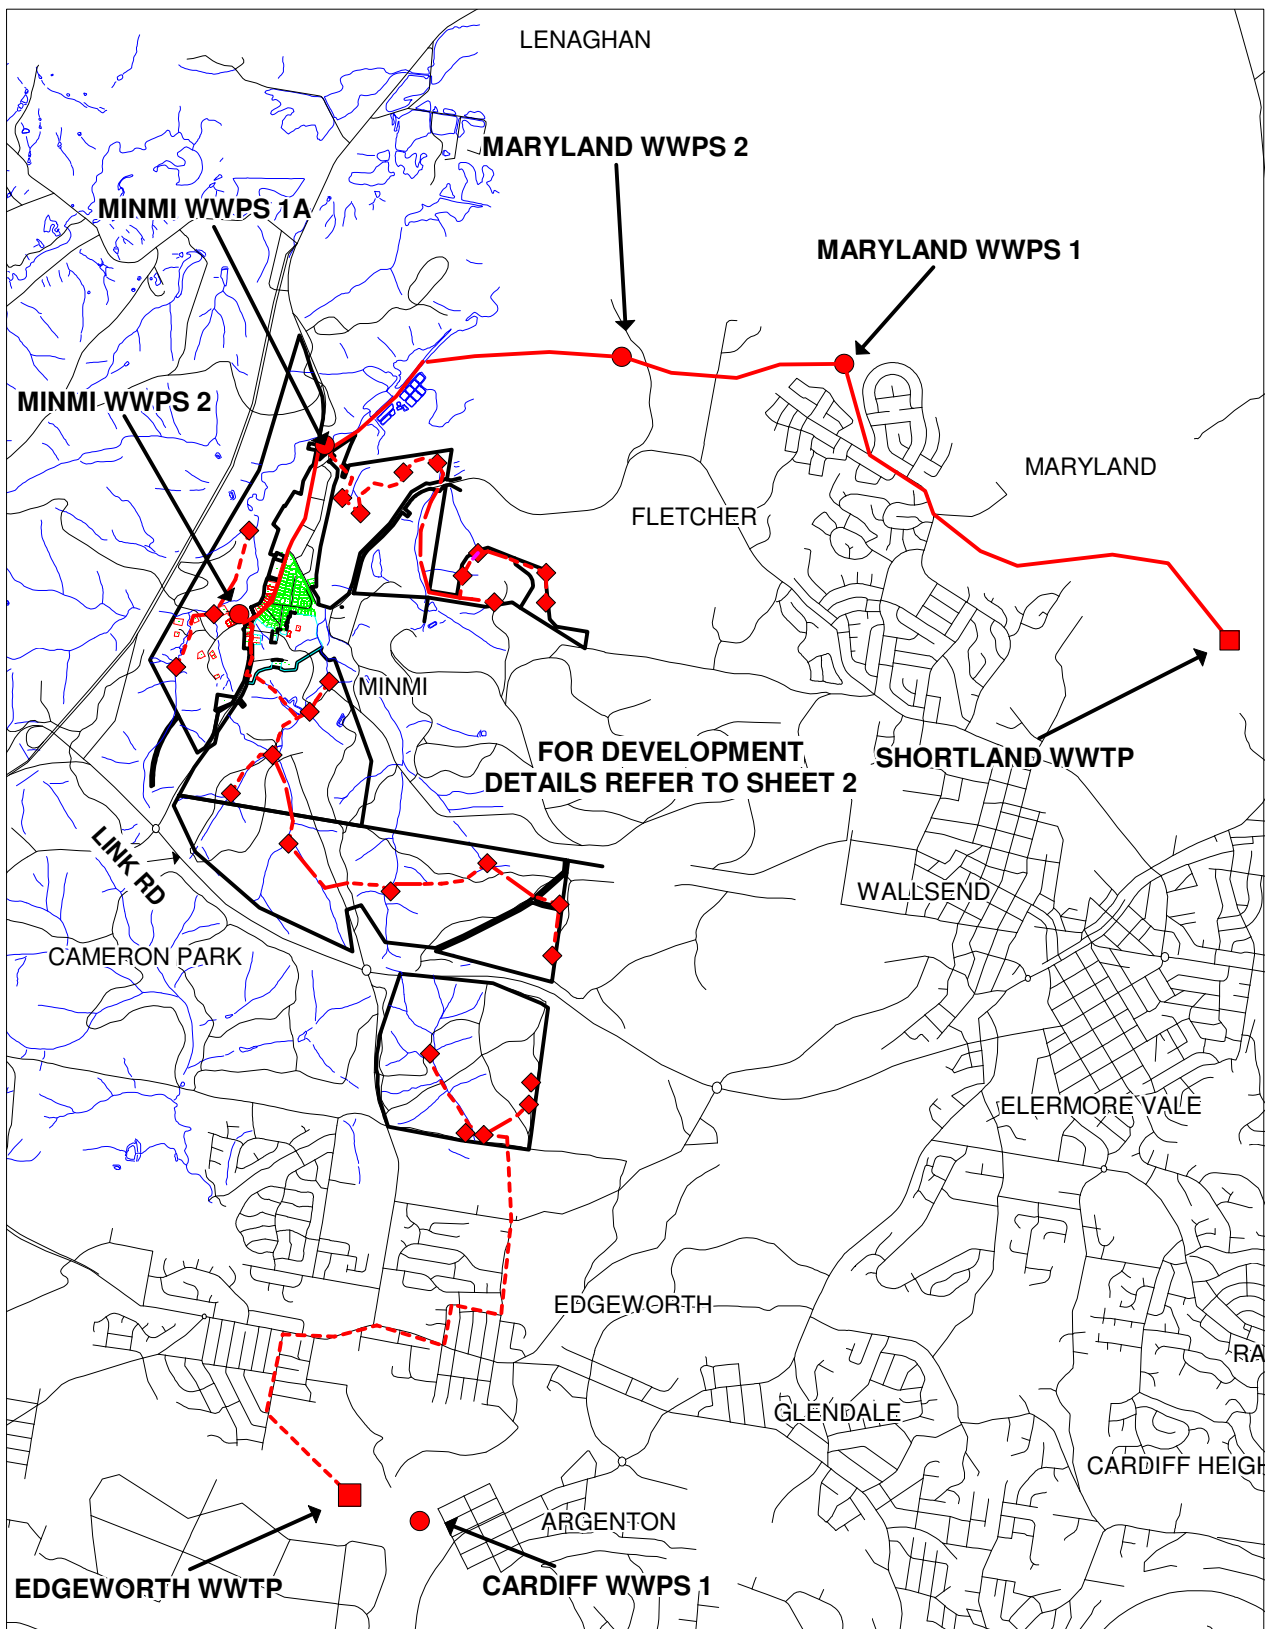 LENAGHAN
MARYLAND WWPS 2
MINMI WWPS 1A
MARYLAND WWPS 1
MINMI WWPS 2
MARYLAND
FLETCHER
MINMI
FOR DEVELOPMENT
DETAILS REFER TO SHEET 2
SHORTLAND WWTP
LINK RD
WALLSEND
CAMERON PARK
ELERMORE VALE
EDGEWORTH
RA
GLENDALE
CARDIFF HEIGH
ARGENTON
EDGEWORTH WWTP
CARDIFF WWPS 1